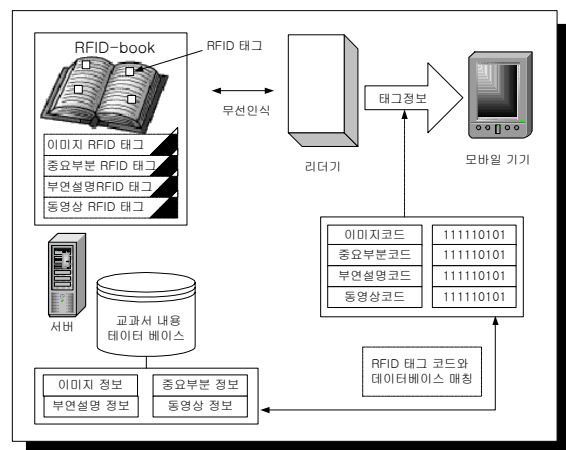 RFID-book
RFID 태그
이미지 RFID 태그
중요부분 RFID 태그
부연설명RFID 태그
동영상 RFID 태그
무선인식
리더기
태그정보
모바일 기기
이미지코드 111110101
중요부분코드 111110101
부연설명코드 111110101
동영상코드 111110101
서버
교과서 내용
테이터 베이스
RFID 태그 코드와
데이터베이스 매칭
이미지 정보 중요부분 정보
부연설명 정보 동영상 정보